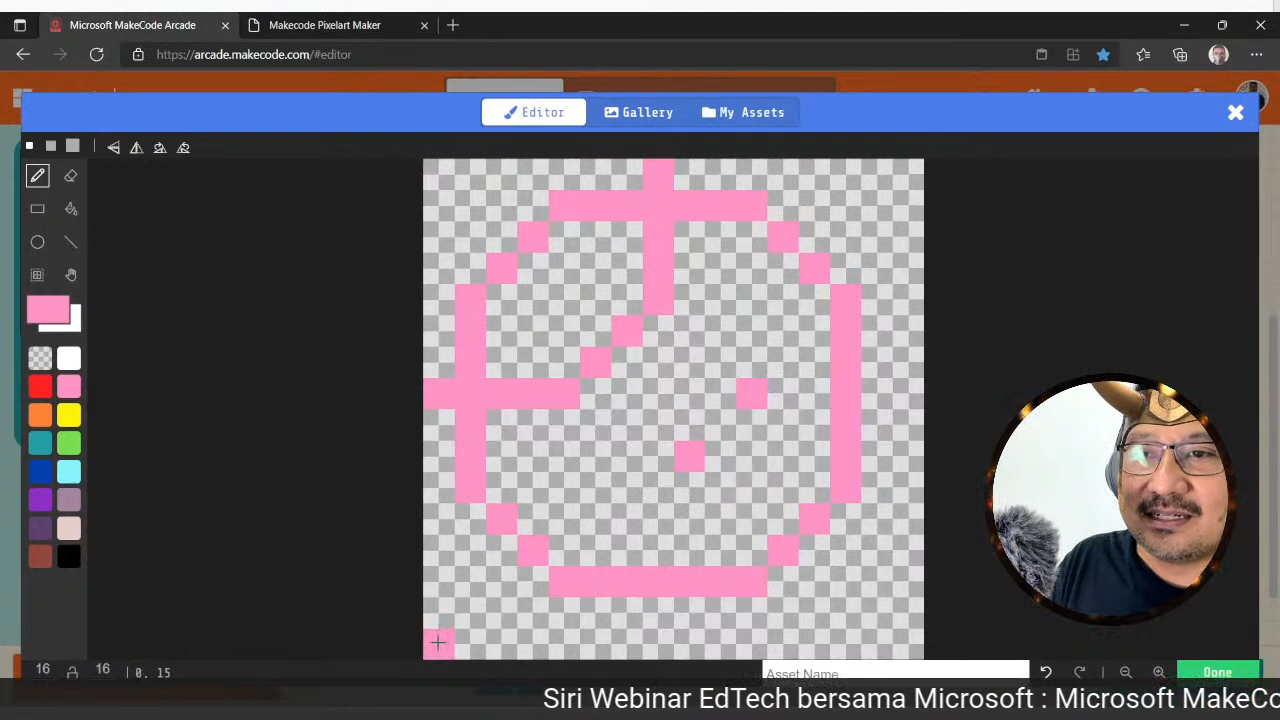 Microsoft MakeCode Arcade
Makecode Pixelart Maker
https://arcade.makecode.com/#editor
Editor
Gallery
My Assets
16 16 0, 15
Asset Name
Done
Siri Webinar EdTech bersama Microsoft : Microsoft MakeCo